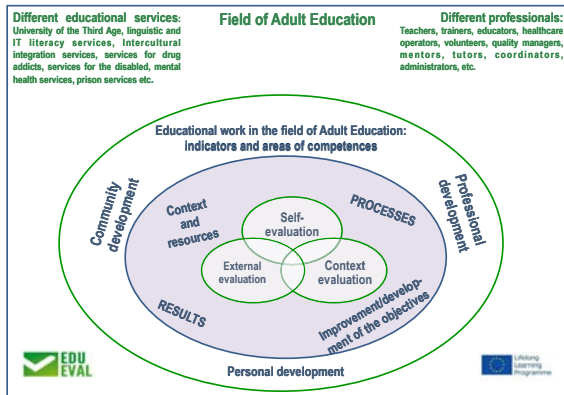 Different educational services:
University of the Third Age, linguistic and
IT literacy services, Intercultural
integration services, services for drug
addicts, services for the disabled, mental
health services, prison services etc.
Field of Adult Education
Different professionals:
Teachers, trainers, educators, healthcare
operators, volunteers, quality managers,
mentors, tutors, coordinators,
administrators, etc.
Educational work in the field of Adult Education:
indicators and areas of competences
Community
development
Professional
development
Context
and
resources
PROCESSES
Self-
evaluation
External
evaluation
Context
evaluation
RESULTS
Improvement/develop-
ment of the objectives
Personal development
EDU
EVAL
Lifelong
Learning
Programme